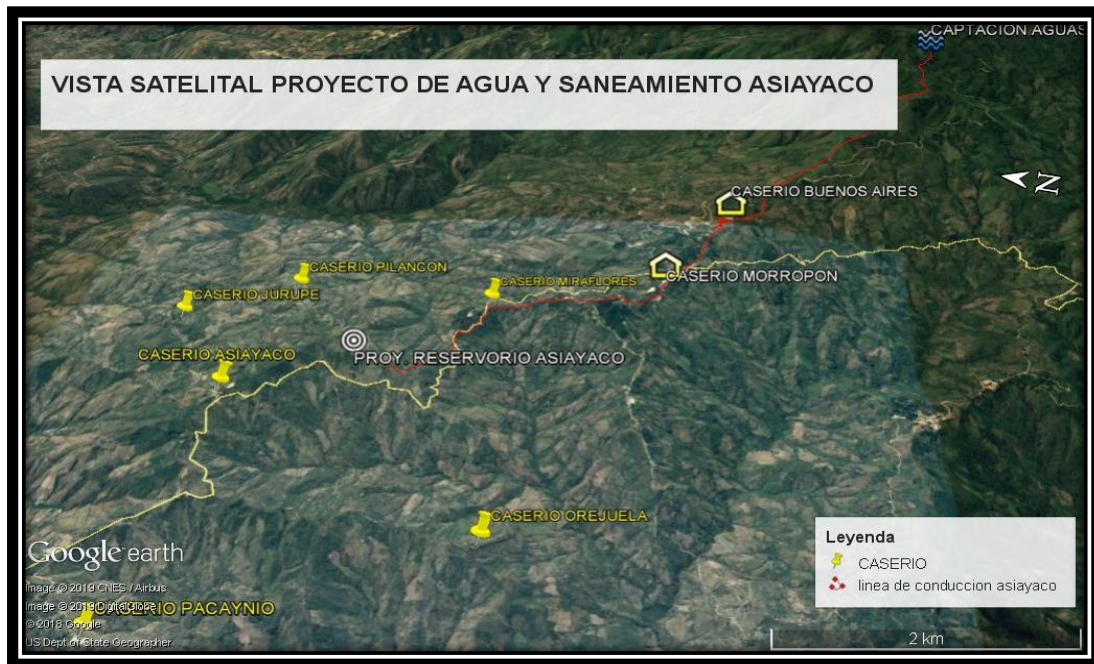 CAPTACION AGUAS
VISTA SATELITAL PROYECTO DE AGUA Y SANEAMIENTO ASIAYACO
N
CASERIO BUENOS AIRES
CASERIO PILANCON
CASERIO MORROPON
CASERIO MIRAFLORES
CASERIO JURUPE
CASERIO ASIAYACO
PROY. RESERVORIO ASIAYACO
CASERIO OREJUELA
Leyenda
CASERIO
linea de conduccion asiayaco
Google earth
Image © 2019 CNES / Airbus
Image © 2019 DigitalGlobe
CASERIO PACAYNIO
© 2018 Google
US Dept of State Geographer
2 km